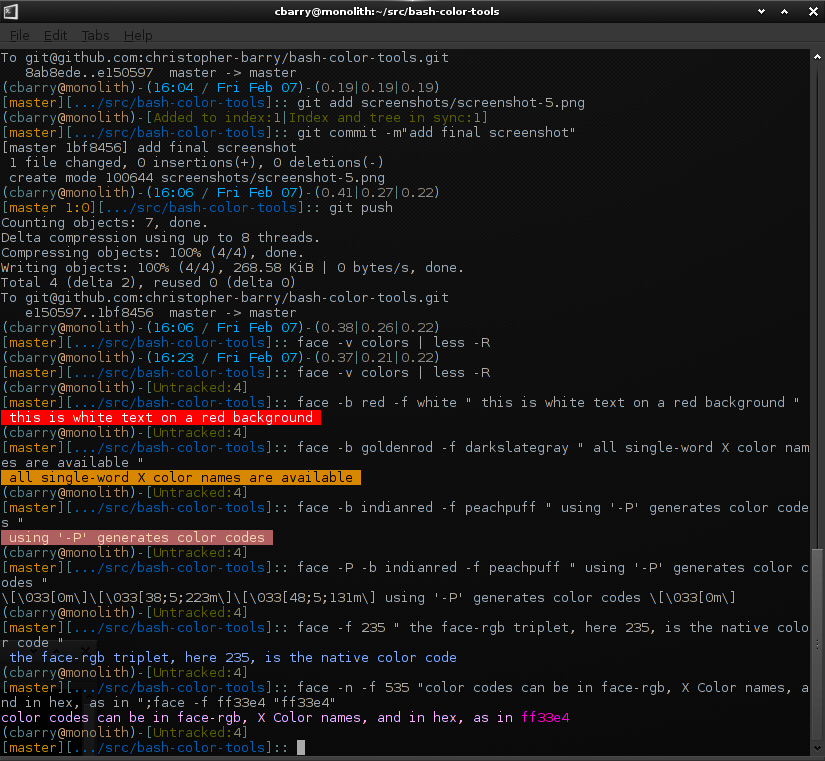 cbarry@monolith:~/src/bash-color-tools
File Edit Tabs Help
To git@github.com:christopher-barry/bash-color-tools.git
   8ab8ede..e150597  master -> master
(cbarry@monolith)-(16:04 / Fri Feb 07)-(0.19|0.19|0.19)
[master][.../src/bash-color-tools]:: git add screenshots/screenshot-5.png
(cbarry@monolith)-[Added to index:1|Index and tree in sync:1]
[master][.../src/bash-color-tools]:: git commit -m"add final screenshot"
[master 1bf8456] add final screenshot
 1 file changed, 0 insertions(+), 0 deletions(-)
 create mode 100644 screenshots/screenshot-5.png
(cbarry@monolith)-(16:06 / Fri Feb 07)-(0.41|0.27|0.22)
[master 1:0][.../src/bash-color-tools]:: git push
Counting objects: 7, done.
Delta compression using up to 8 threads.
Compressing objects: 100% (4/4), done.
Writing objects: 100% (4/4), 268.58 KiB | 0 bytes/s, done.
Total 4 (delta 2), reused 0 (delta 0)
To git@github.com:christopher-barry/bash-color-tools.git
   e150597..1bf8456  master -> master
(cbarry@monolith)-(16:06 / Fri Feb 07)-(0.38|0.26|0.22)
[master][.../src/bash-color-tools]:: face -v colors | less -R
(cbarry@monolith)-(16:23 / Fri Feb 07)-(0.37|0.21|0.22)
[master][.../src/bash-color-tools]:: face -v colors | less -R
(cbarry@monolith)-[Untracked:4]
[master][.../src/bash-color-tools]:: face -b red -f white " this is white text on a red background "
 this is white text on a red background
(cbarry@monolith)-[Untracked:4]
[master][.../src/bash-color-tools]:: face -b goldenrod -f darkslategray " all single-word X color nam
es are available "
 all single-word X color names are available
(cbarry@monolith)-[Untracked:4]
[master][.../src/bash-color-tools]:: face -b indianred -f peachpuff " using '-P' generates color code
s "
 using '-P' generates color codes
(cbarry@monolith)-[Untracked:4]
[master][.../src/bash-color-tools]:: face -P -b indianred -f peachpuff " using '-P' generates color c
odes "
\[\033[0m\]\[\033[38;5;223m\]\[\033[48;5;131m\] using '-P' generates color codes \[\033[0m\]
(cbarry@monolith)-[Untracked:4]
[master][.../src/bash-color-tools]:: face -f 235 " the face-rgb triplet, here 235, is the native colo
r code "
 the face-rgb triplet, here 235, is the native color code
(cbarry@monolith)-[Untracked:4]
[master][.../src/bash-color-tools]:: face -n -f 535 "color codes can be in face-rgb, X Color names, a
nd in hex, as in ";face -f ff33e4 "ff33e4"
color codes can be in face-rgb, X Color names, and in hex, as in ff33e4
(cbarry@monolith)-[Untracked:4]
[master][.../src/bash-color-tools]::